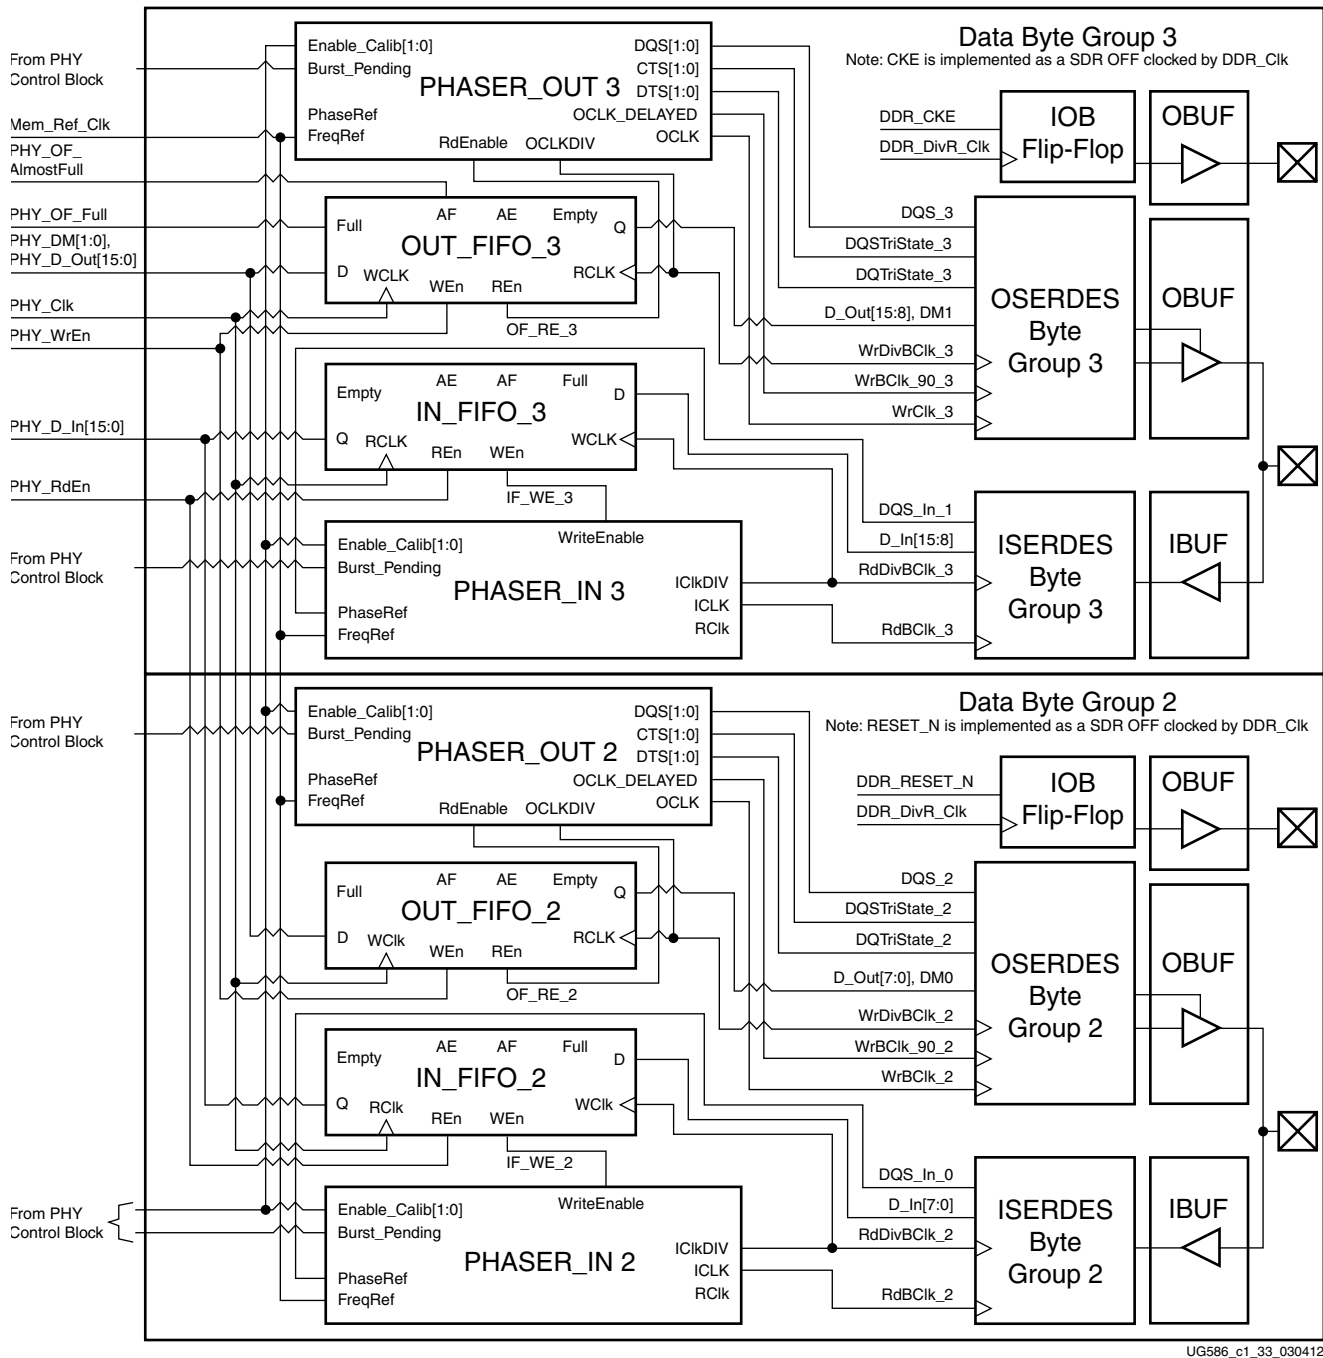 From PHY
Control Block
Mem_Ref_Clk
PHY_OF_
AlmostFull
PHY_OF_Full
PHY_DM[1:0],
PHY_D_Out[15:0]
PHY_Clk
PHY_WrEn
PHY_D_In[15:0]
PHY_RdEn
From PHY
Control Block
Enable_Calib[1:0]
Burst_Pending
PhaseRef
FreqRef
PHASER_OUT 3
RdEnable
OCLKDIV
DQS[1:0]
CTS[1:0]
DTS[1:0]
OCLK_DELAYED
OCLK
Full
AF
AE
Empty
Q
OUT_FIFO_3
D
WCLK
WEn
REn
RCLK
OF_RE_3
Empty
AE
AF
Full
D
IN_FIFO_3
Q
RCLK
REn
WEn
WCLK
IF_WE_3
WriteEnable
Enable_Calib[1:0]
Burst_Pending
PHASER_IN 3
PhaseRef
FreqRef
IClkDIV
ICLK
RClk
Data Byte Group 3
Note: CKE is implemented as a SDR OFF clocked by DDR_Clk
DDR_CKE
DDR_DivR_Clk
IOB
Flip-Flop
OBUF
DQS_3
DQSTriState_3
DQTriState_3
D_Out[15:8], DM1
WrDivBClk_3
WrBClk_90_3
WrClk_3
OSERDES
Byte
Group 3
OBUF
DQS_In_1
D_In[15:8]
RdDivBClk_3
RdBClk_3
ISERDES
Byte
Group 3
IBUF
From PHY
Control Block
Enable_Calib[1:0]
Burst_Pending
PhaseRef
FreqRef
PHASER_OUT 2
RdEnable
OCLKDIV
DQS[1:0]
CTS[1:0]
DTS[1:0]
OCLK_DELAYED
OCLK
Full
AF
AE
Empty
Q
OUT_FIFO_2
D
WClk
WEn
REn
RCLK
OF_RE_2
Empty
AE
AF
Full
D
IN_FIFO_2
Q
RClk
REn
WEn
WClk
IF_WE_2
From PHY
Control Block
WriteEnable
Enable_Calib[1:0]
Burst_Pending
PHASER_IN 2
PhaseRef
FreqRef
IClkDIV
ICLK
RClk
Data Byte Group 2
Note: RESET_N is implemented as a SDR OFF clocked by DDR_Clk
DDR_RESET_N
DDR_DivR_Clk
IOB
Flip-Flop
OBUF
DQS_2
DQSTriState_2
DQTriState_2
D_Out[7:0], DM0
WrDivBClk_2
WrBClk_90_2
WrBClk_2
OSERDES
Byte
Group 2
OBUF
DQS_In_0
D_In[7:0]
RdDivBClk_2
RdBClk_2
ISERDES
Byte
Group 2
IBUF
UG586_c1_33_030412